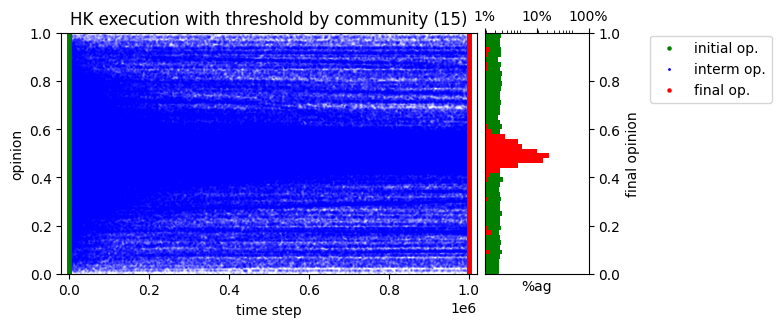 HK execution with threshold by community (15)
1% 10% 100%
1.0 1.0
0.8 0.8
0.6 0.6
0.4 0.4
0.2 0.2
0.0 0.0
opinion
final opinion
0.0 0.2 0.4 0.6 0.8 1.0
1e6
time step
%ag
initial op.
interm op.
final op.